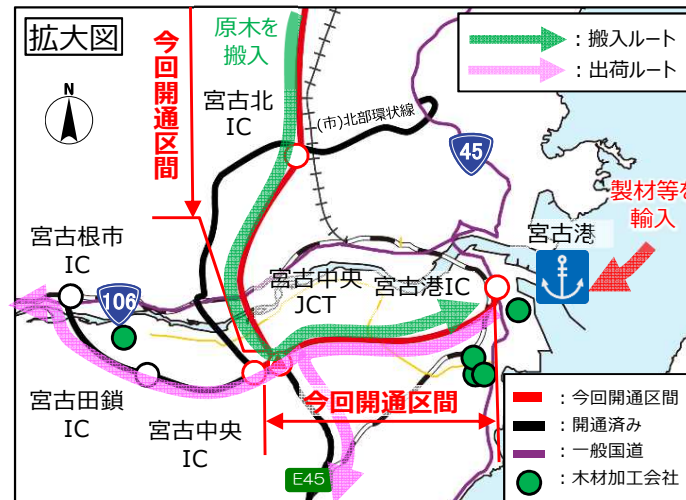 拡大図
N
今回開通区間
原木を
搬入
：搬入ルート
：出荷ルート
宮古北
IC
(市)北部環状線
45
製材等を
輸入
宮古港
宮古根市
IC
106
宮古中央
JCT
宮古港IC
宮古田鎖
IC
宮古中央
IC
今回開通区間
E45
：今回開通区間
：開通済み
：一般国道
：木材加工会社